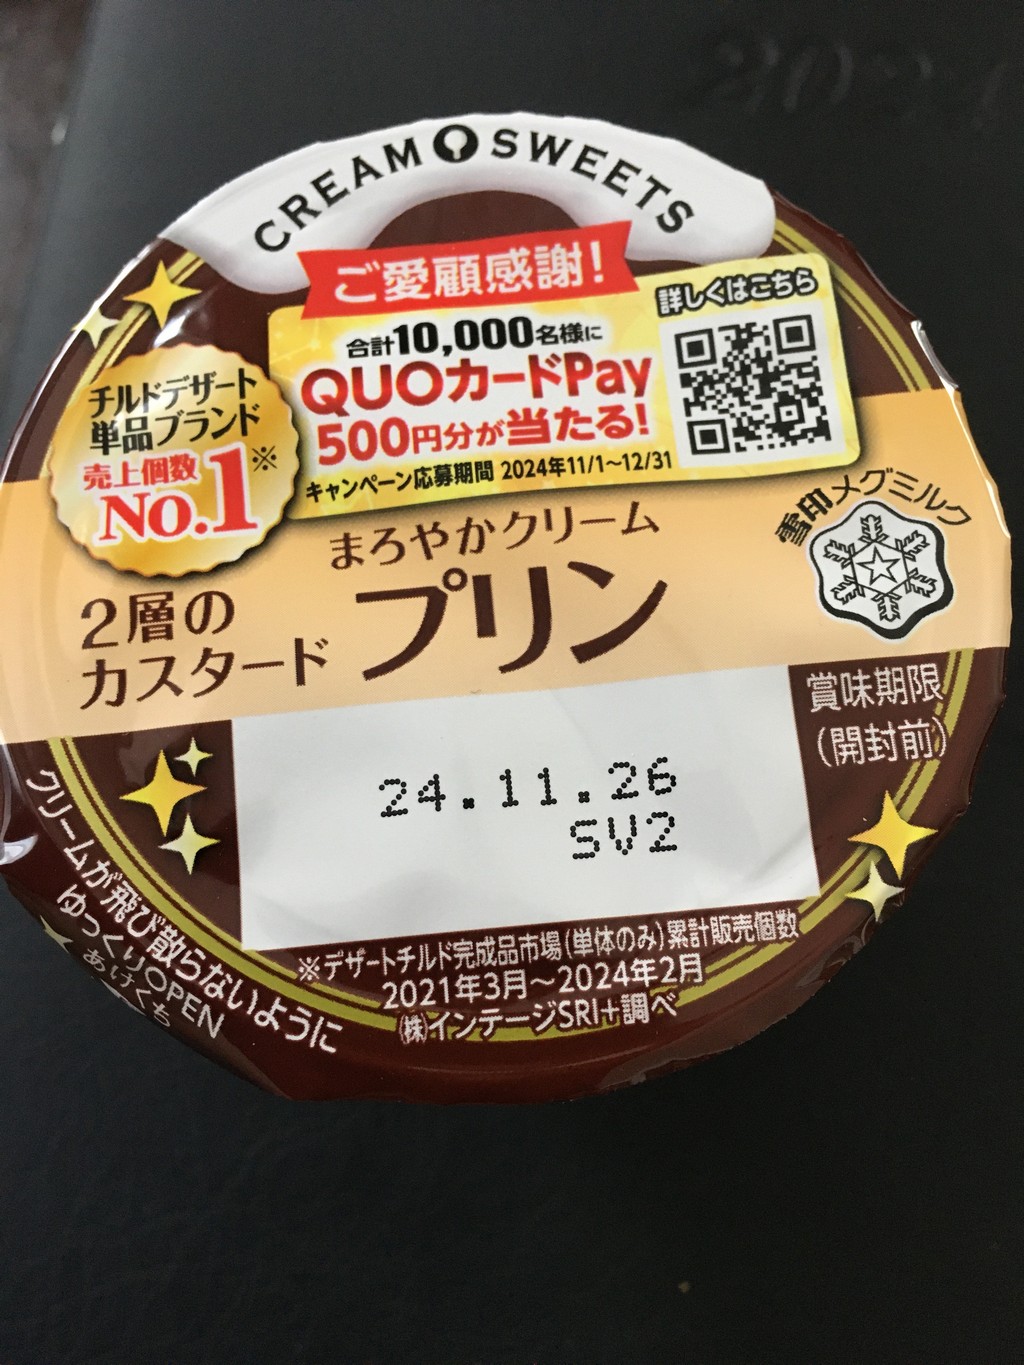 CREAM SWEETS
ご愛顧感謝!
合計10,000名様に
QUOカードPay
500円分が当たる!
キャンペーン応募期間 2024年11/1~12/31
詳しくはこちら
チルドデザート
単品ブランド
売上個数
No.1※
雪印メグミルク
まろやかクリーム
2層の
カスタード
プリン
賞味期限
(開封前)
24.11.26
SV2
※デザートチルド完成品市場(単体のみ)累計販売個数
2021年3月~2024年2月
㈱インテージSRI+調べ
クリームが飛び散らないように
ゆっくりOPEN
あけくち